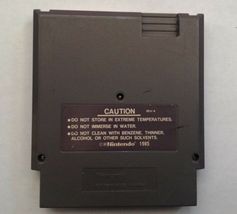 CAUTION
● DO NOT STORE IN EXTREME TEMPERATURES.
● DO NOT IMMERSE IN WATER.
● DO NOT CLEAN WITH BENZENE, THINNER,
ALCOHOL OR OTHER SUCH SOLVENTS.
© Nintendo 1985